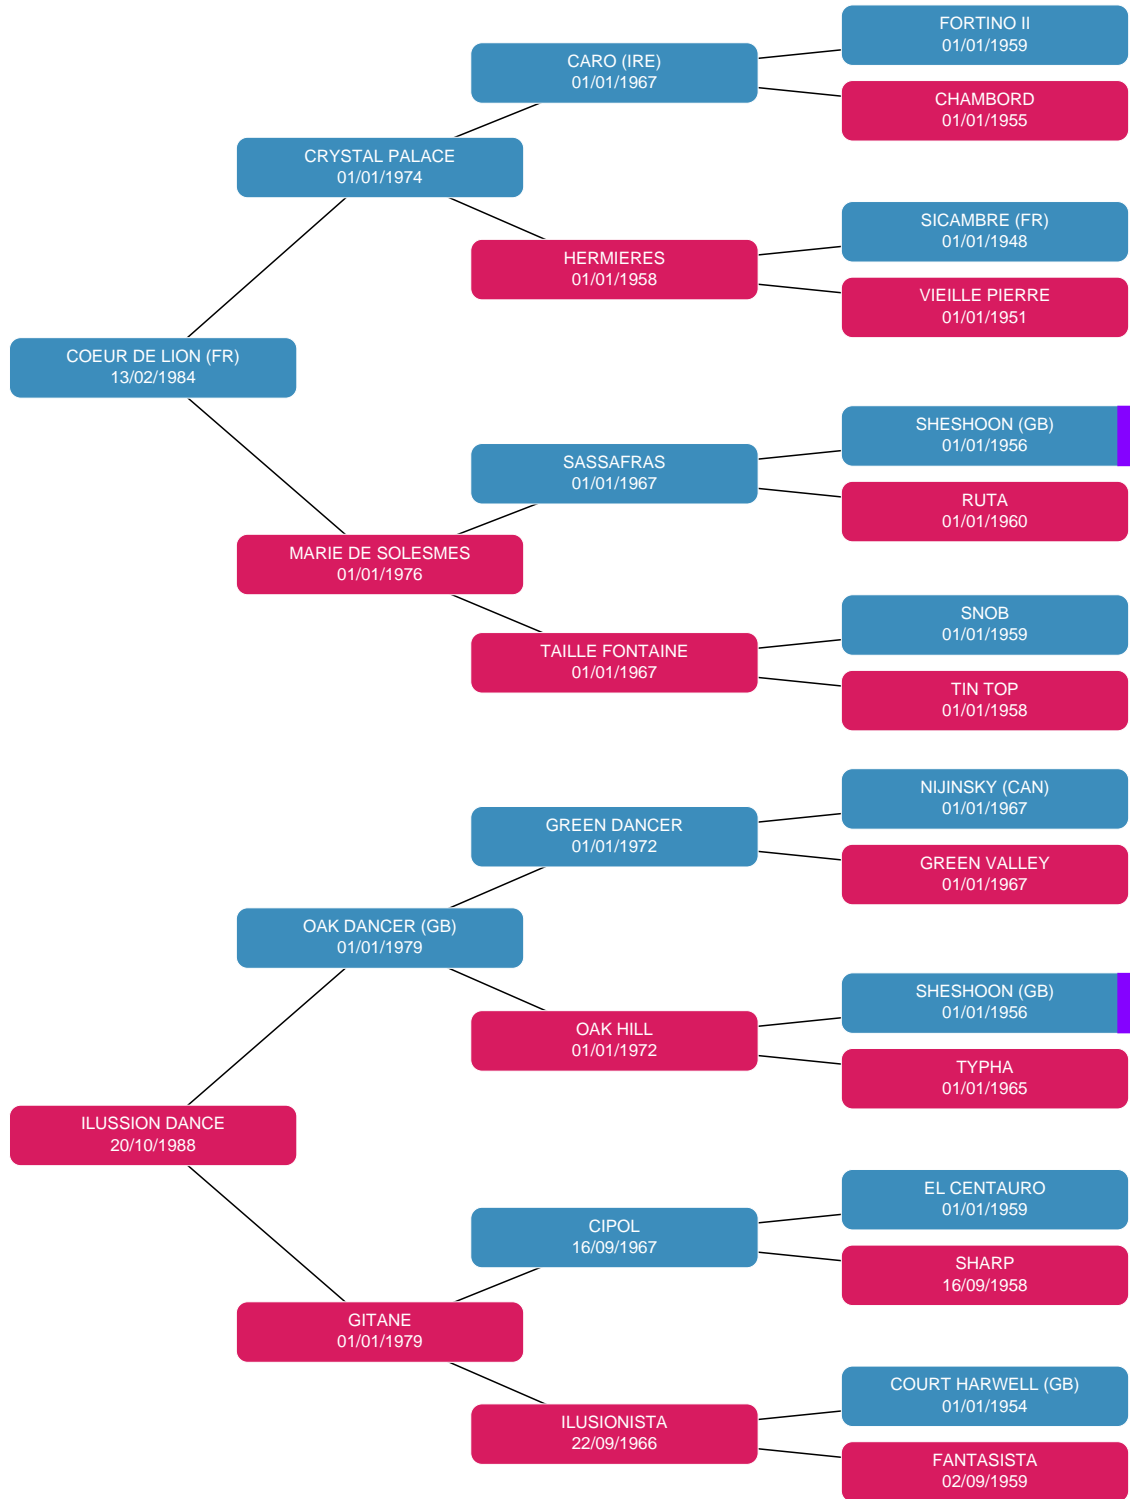 FORTINO II
01/01/1959
CARO (IRE)
01/01/1967
CHAMBORD
01/01/1955
CRYSTAL PALACE
01/01/1974
SICAMBRE (FR)
01/01/1948
HERMIERES
01/01/1958
VIEILLE PIERRE
01/01/1951
COEUR DE LION (FR)
13/02/1984
SHESHOON (GB)
01/01/1956
SASSAFRAS
01/01/1967
RUTA
01/01/1960
MARIE DE SOLESMES
01/01/1976
SNOB
01/01/1959
TAILLE FONTAINE
01/01/1967
TIN TOP
01/01/1958
NIJINSKY (CAN)
01/01/1967
GREEN DANCER
01/01/1972
GREEN VALLEY
01/01/1967
OAK DANCER (GB)
01/01/1979
SHESHOON (GB)
01/01/1956
OAK HILL
01/01/1972
TYPHA
01/01/1965
ILUSSION DANCE
20/10/1988
EL CENTAURO
01/01/1959
CIPOL
16/09/1967
SHARP
16/09/1958
GITANE
01/01/1979
COURT HARWELL (GB)
01/01/1954
ILUSIONISTA
22/09/1966
FANTASISTA
02/09/1959